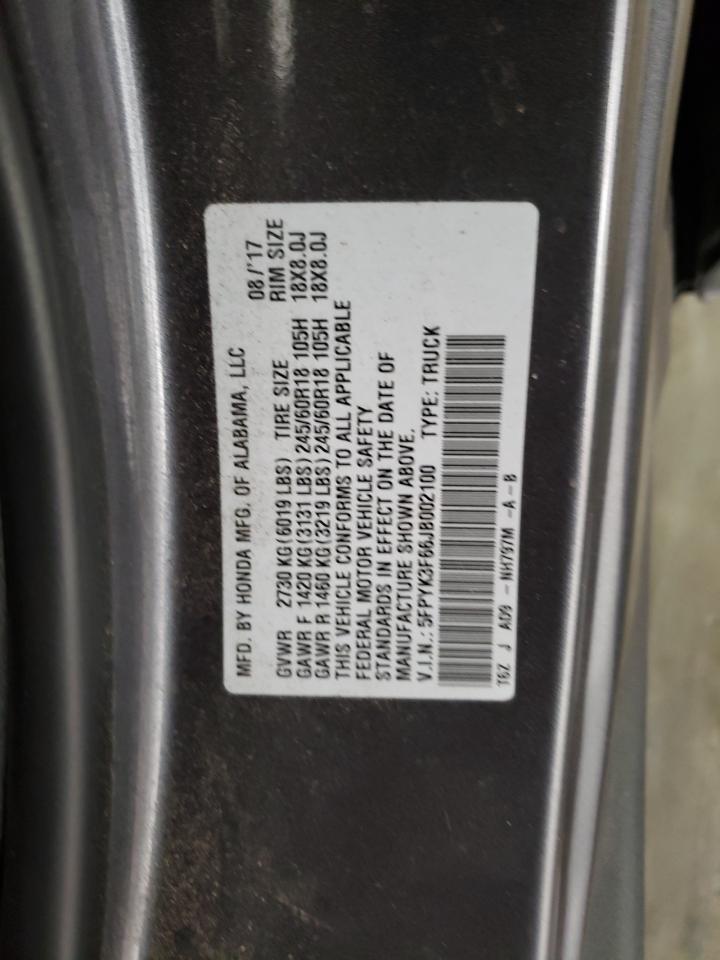 MFD. BY HONDA MFG. OF ALABAMA, LLC 08/'17
GVWR 2730 KG(6019 LBS) TIRE SIZE RIM SIZE
GAWR F 1420 KG(3131 LBS)245/60R18 105H 18X8.0J
GAWR R 1460 KG(3219 LBS)245/60R18 105H 18X8.0J
THIS VEHICLE CONFORMS TO ALL APPLICABLE
FEDERAL MOTOR VEHICLE SAFETY
STANDARDS IN EFFECT ON THE DATE OF
MANUFACTURE SHOWN ABOVE.
V.I.N.: 5FPYK3F66JB002100 TYPE: TRUCK
T6Z J AD9 - NH797M -A-B